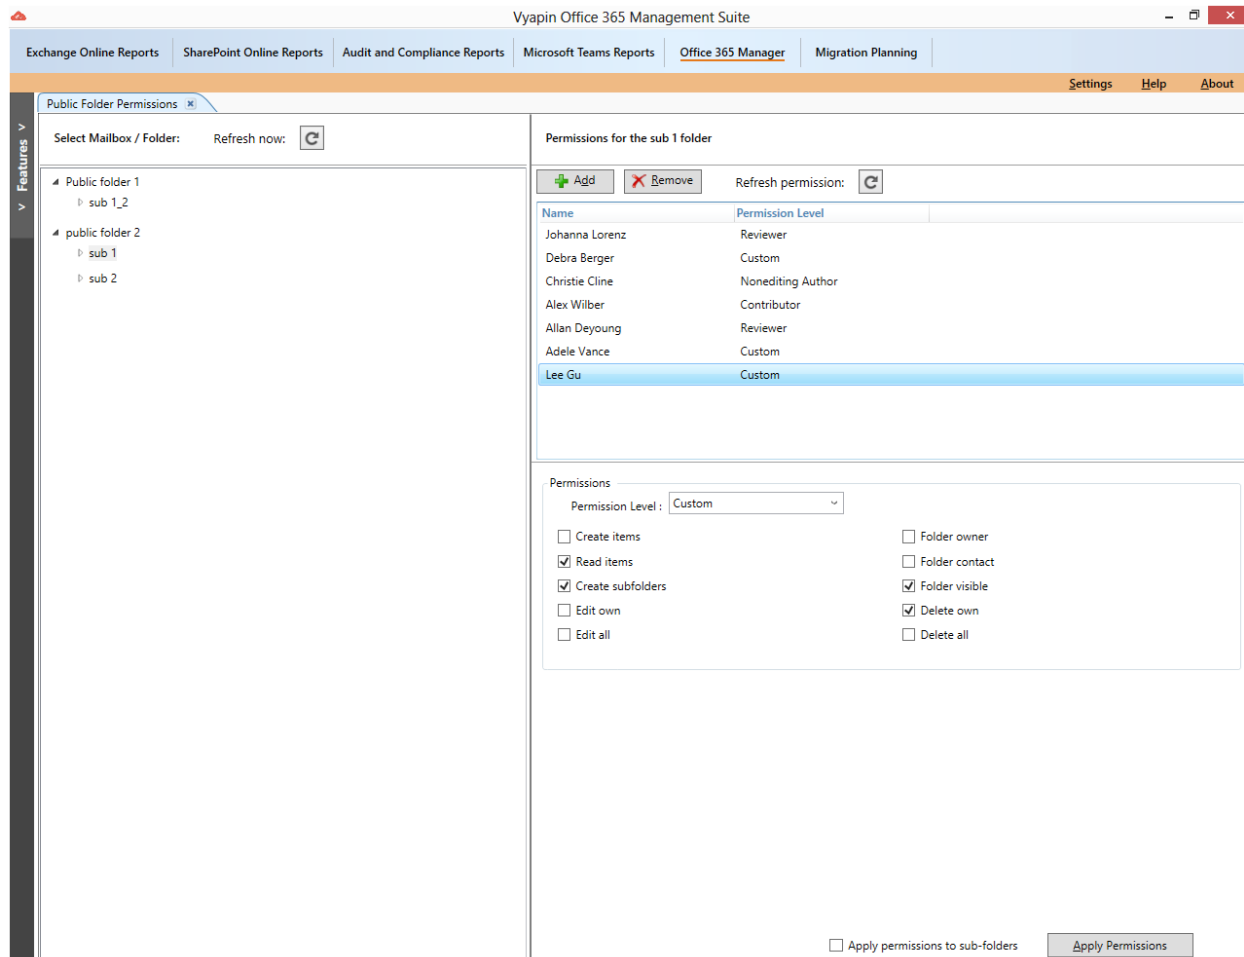 Vyapin Office 365 Management Suite
Exchange Online Reports SharePoint Online Reports Audit and Compliance Reports Microsoft Teams Reports Office 365 Manager Migration Planning
Settings Help About
Features
Public Folder Permissions
Select Mailbox / Folder: Refresh now:
Public folder 1
sub 1_2
public folder 2
sub 1
sub 2
Permissions for the sub 1 folder
Add Remove Refresh permission:
Name Permission Level
Johanna Lorenz Reviewer
Debra Berger Custom
Christie Cline Nonediting Author
Alex Wilber Contributor
Allan Deyoung Reviewer
Adele Vance Custom
Lee Gu Custom
Permissions
Permission Level : Custom
Create items Folder owner
Read items Folder contact
Create subfolders Folder visible
Edit own Delete own
Edit all Delete all
Apply permissions to sub-folders Apply Permissions